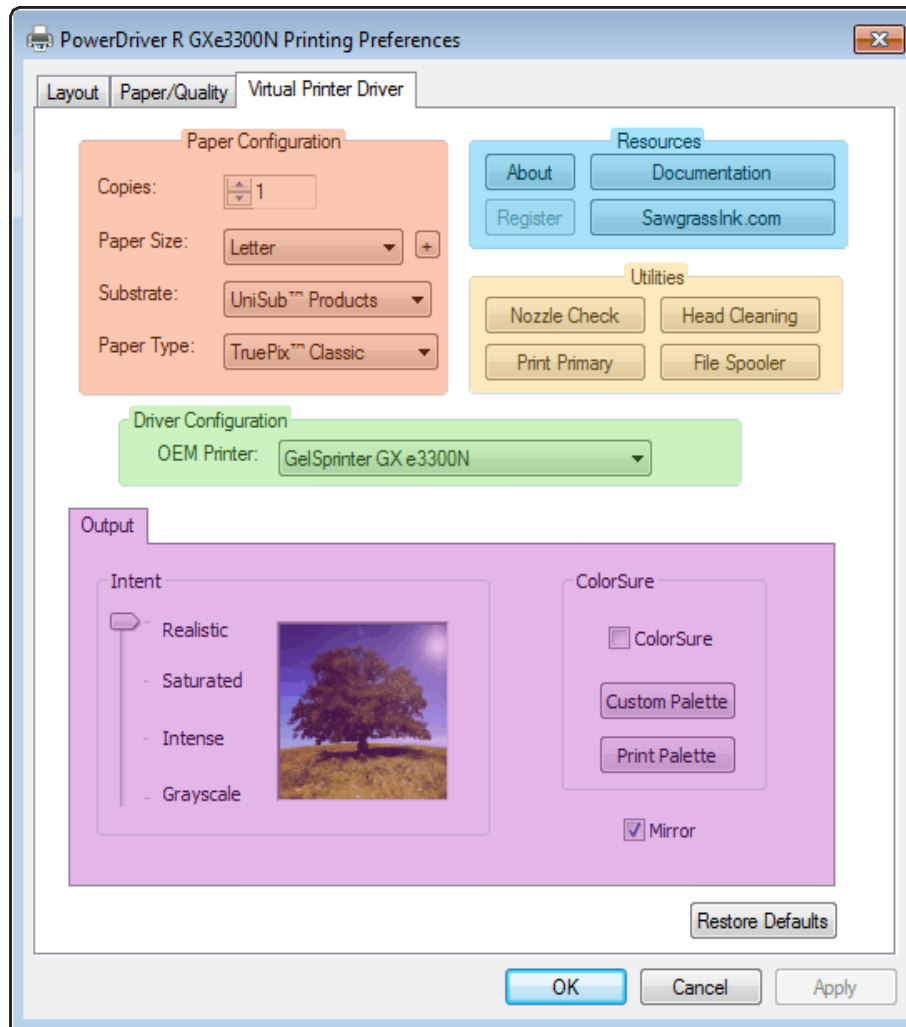 PowerDriver R GXe3300N Printing Preferences
Layout Paper/Quality Virtual Printer Driver
Paper Configuration
Copies: 1
Paper Size: Letter +
Substrate: UniSub™ Products
Paper Type: TruePix™ Classic
Resources
About Documentation
Register SawgrassInk.com
Utilities
Nozzle Check Head Cleaning
Print Primary File Spooler
Driver Configuration
OEM Printer: GelSprinter GX e3300N
Output
Intent
Realistic
Saturated
Intense
Grayscale
ColorSure
ColorSure
Custom Palette
Print Palette
Mirror
Restore Defaults
OK Cancel Apply